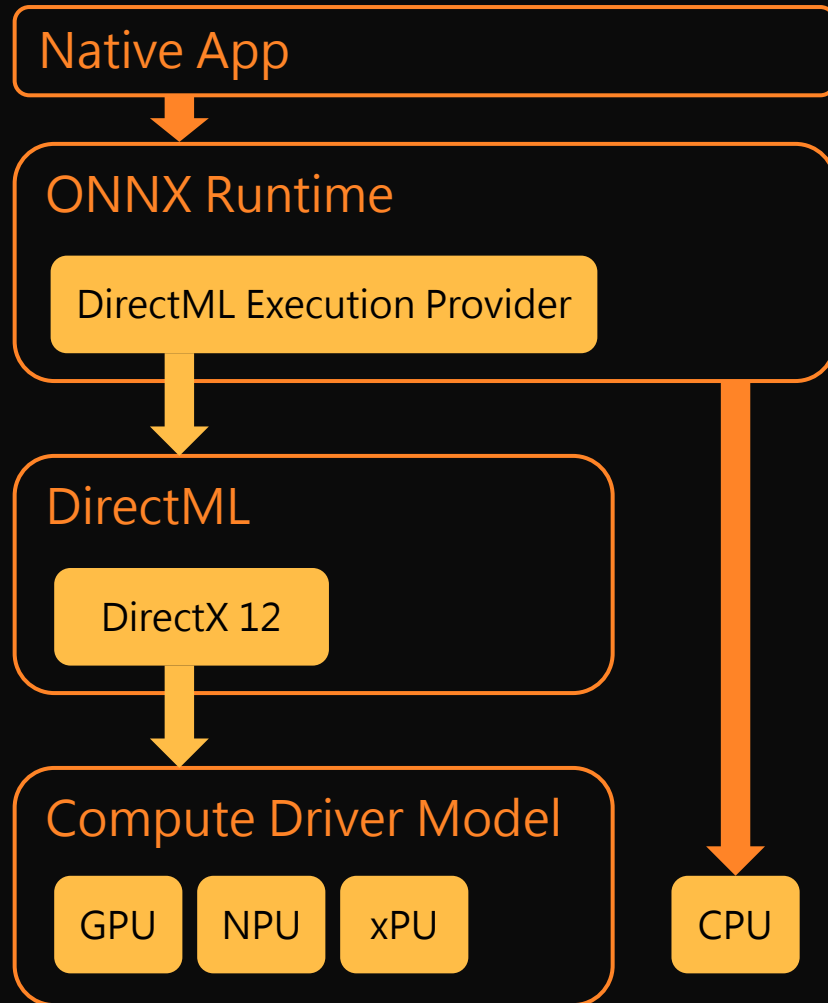 Native App
ONNX Runtime
DirectML Execution Provider
DirectML
DirectX 12
Compute Driver Model
GPU
NPU
xPU
CPU